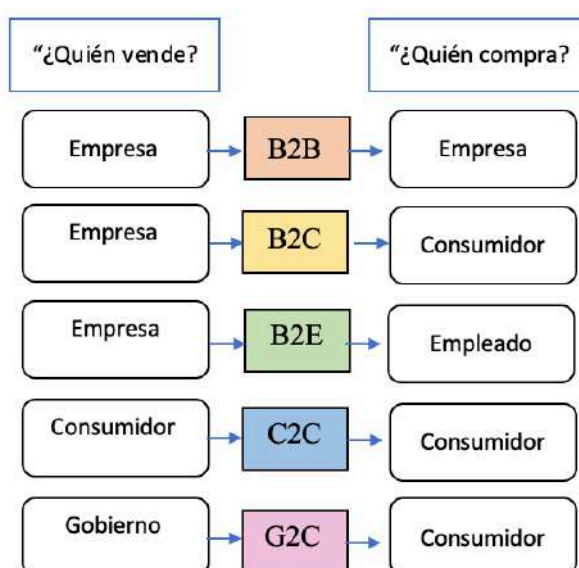 “¿Quién vende? “¿Quién compra?
Empresa B2B Empresa
Empresa B2C Consumidor
Empresa B2E Empleado
Consumidor C2C Consumidor
Gobierno G2C Consumidor